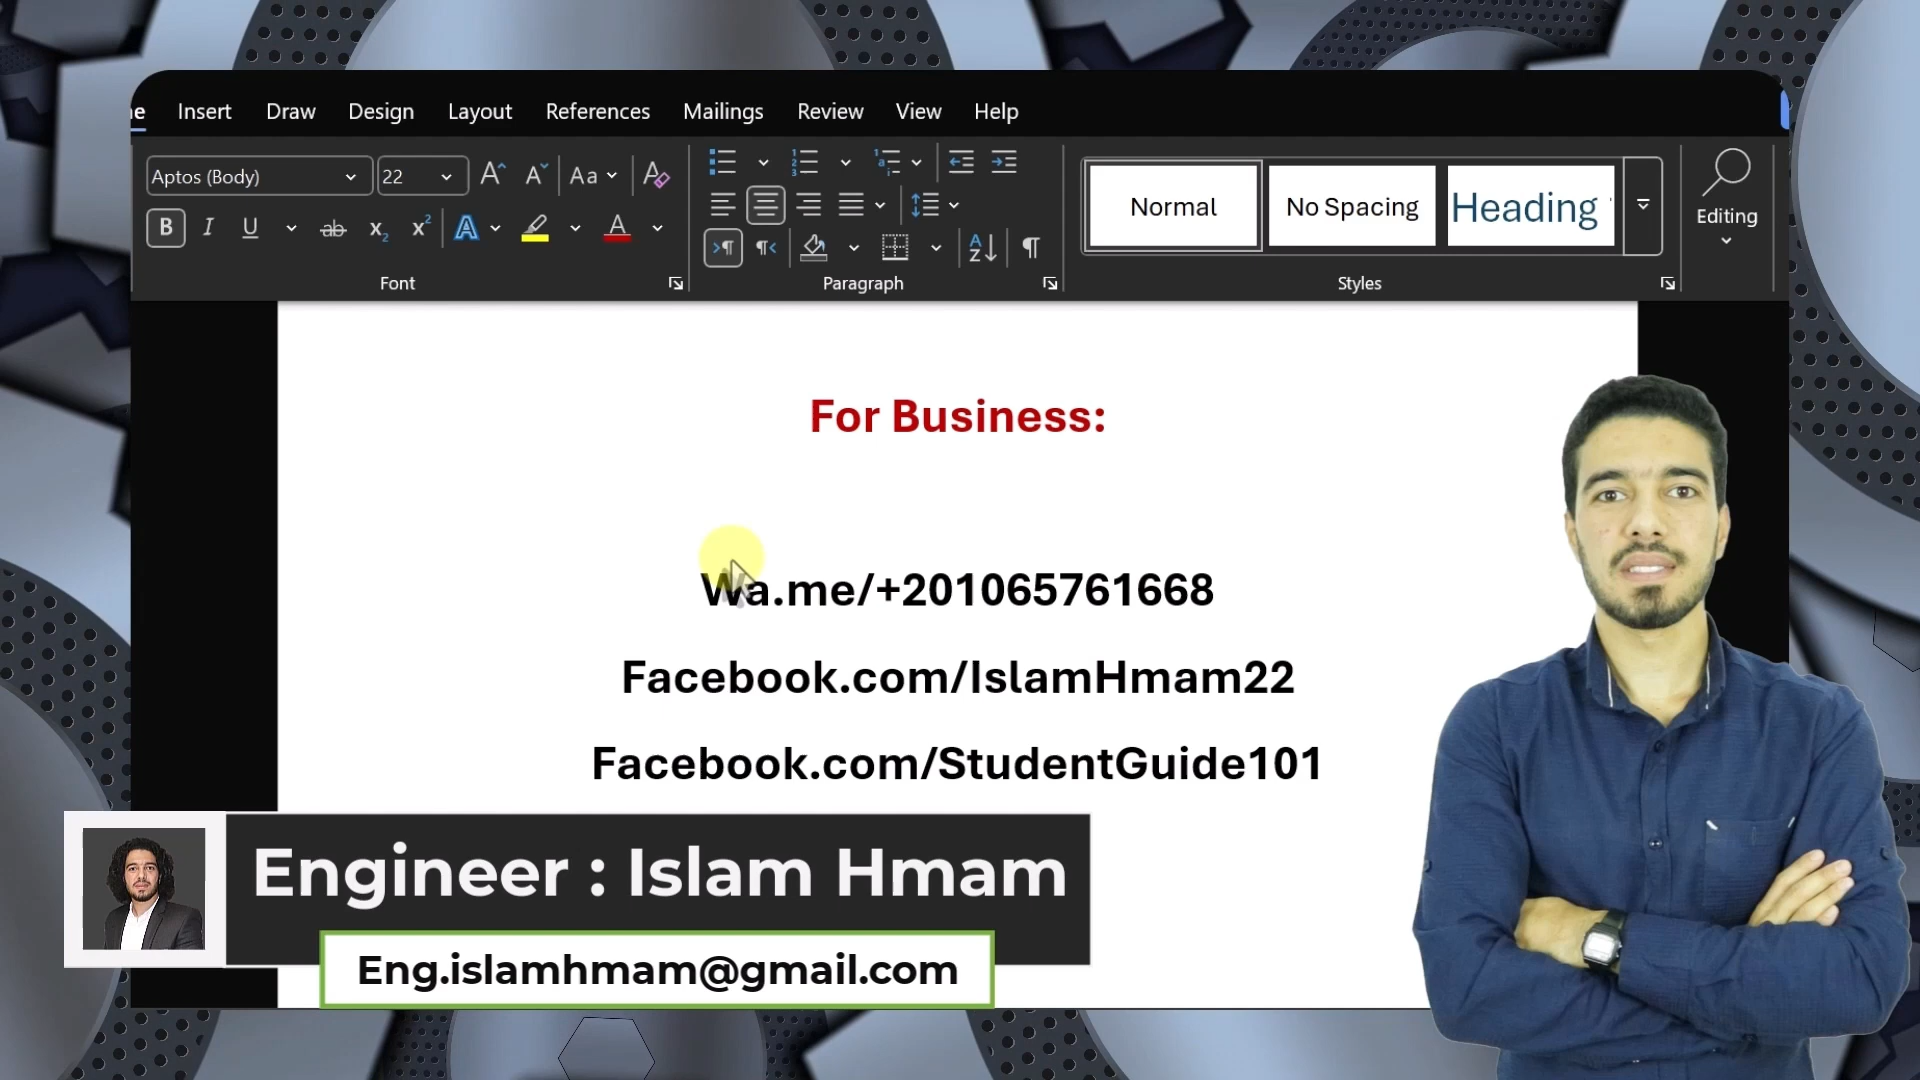 Insert Draw Design Layout References Mailings Review View Help
Aptos (Body) 22 Aa
B I U ab x₂ x² A A
Normal No Spacing Heading
Editing
Font Paragraph Styles
For Business:
Wa.me/+201065761668
Facebook.com/IslamHmam22
Facebook.com/StudentGuide101
Engineer : Islam Hmam
Eng.islamhmam@gmail.com